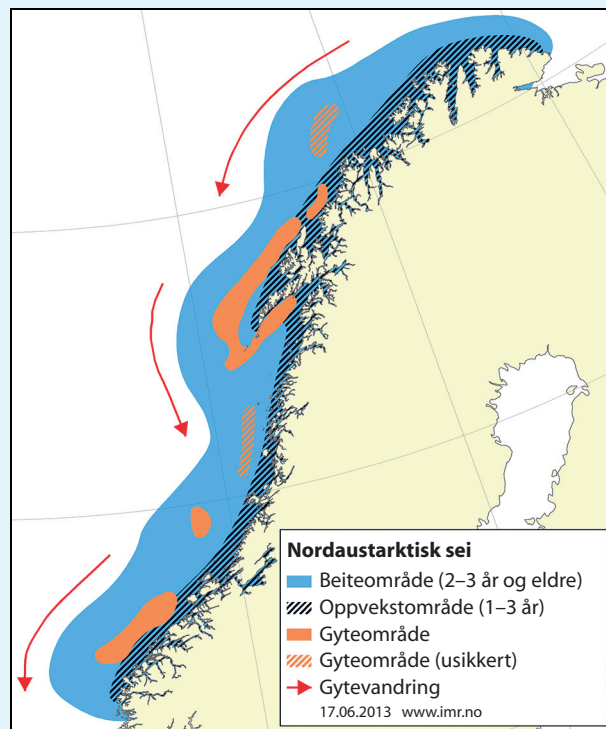 Nordaustarktisk sei
Beiteområde (2–3 år og eldre)
Oppvekstområde (1–3 år)
Gyteområde
Gyteområde (usikkert)
Gytevandring
17.06.2013 www.imr.no